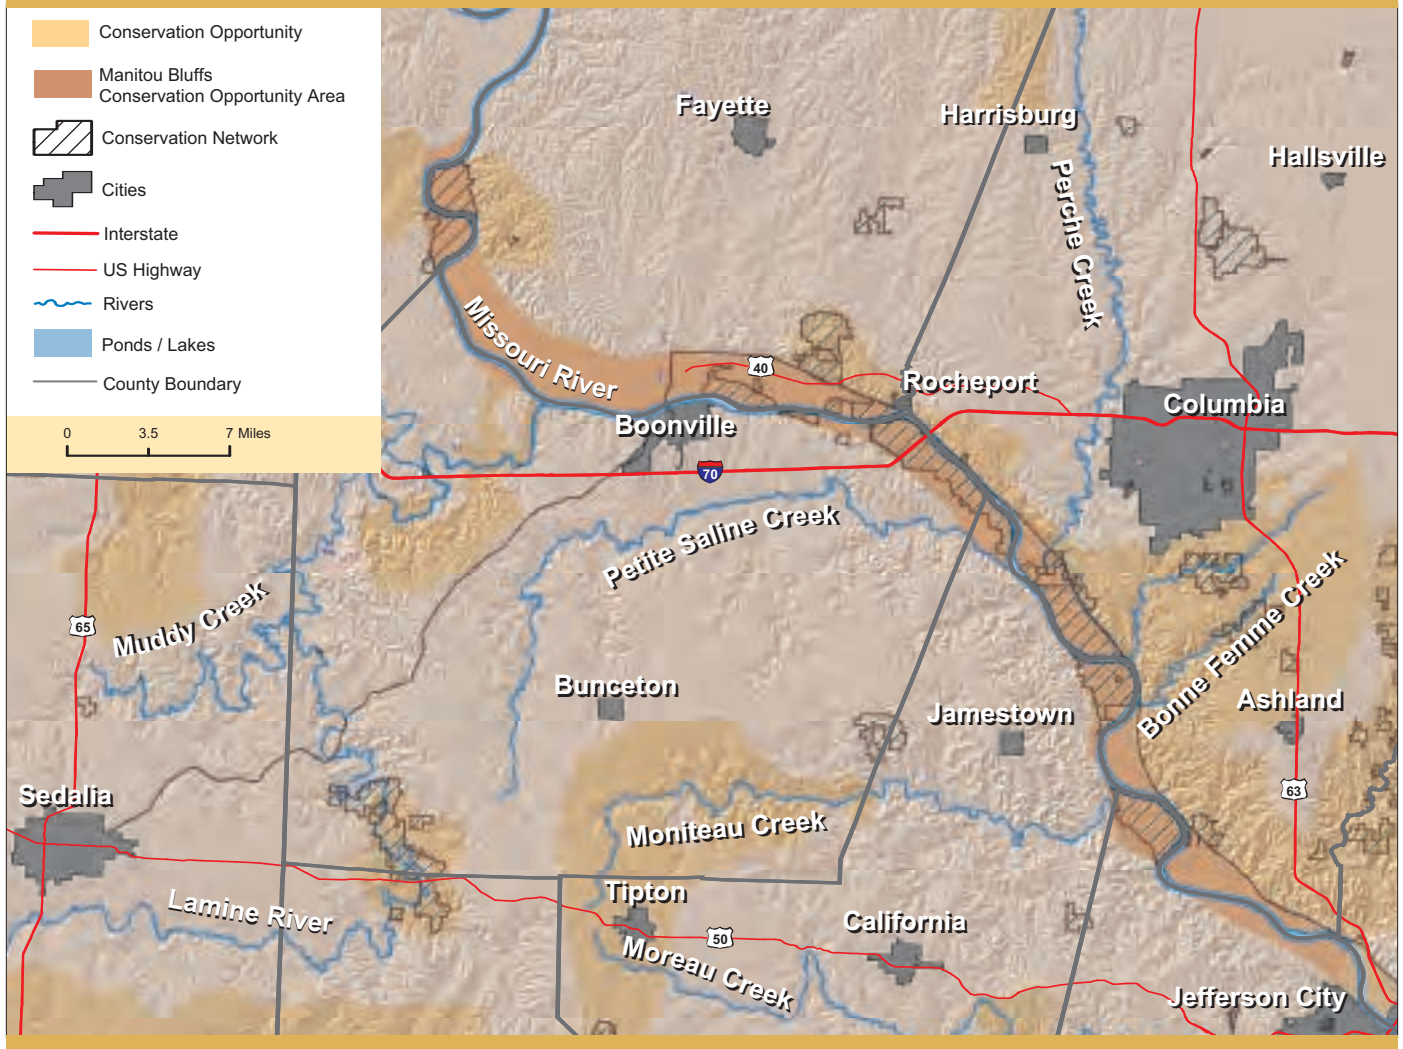 Conservation Opportunity
Manitou Bluffs
Conservation Opportunity Area
Conservation Network
Cities
Interstate
US Highway
Rivers
Ponds / Lakes
County Boundary
0 3.5 7 Miles
Fayette
Harrisburg
Hallsville
Perche Creek
Missouri River
40
Rocheport
Columbia
Boonville
70
Petite Saline Creek
Muddy Creek
65
Bonne Femme Creek
Bunceton
Jamestown
Ashland
63
Sedalia
Moniteau Creek
Tipton
Lamine River
California
50
Moreau Creek
Jefferson City